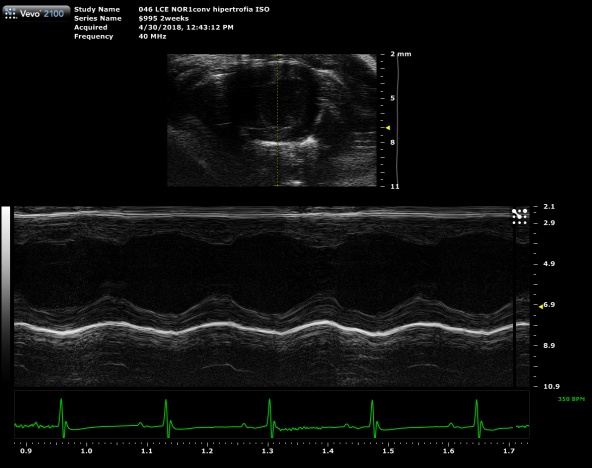 Vevo 2100
Study Name 046 LCE NOR1conv hipertrofia ISO
Series Name S995 2weeks
Acquired 4/30/2018, 12:43:12 PM
Frequency 40 MHz
2 mm
5
8
11
2.1
2.9
4.9
6.9
8.9
10.9
350 BPM
0.9 1.0 1.1 1.2 1.3 1.4 1.5 1.6 1.7